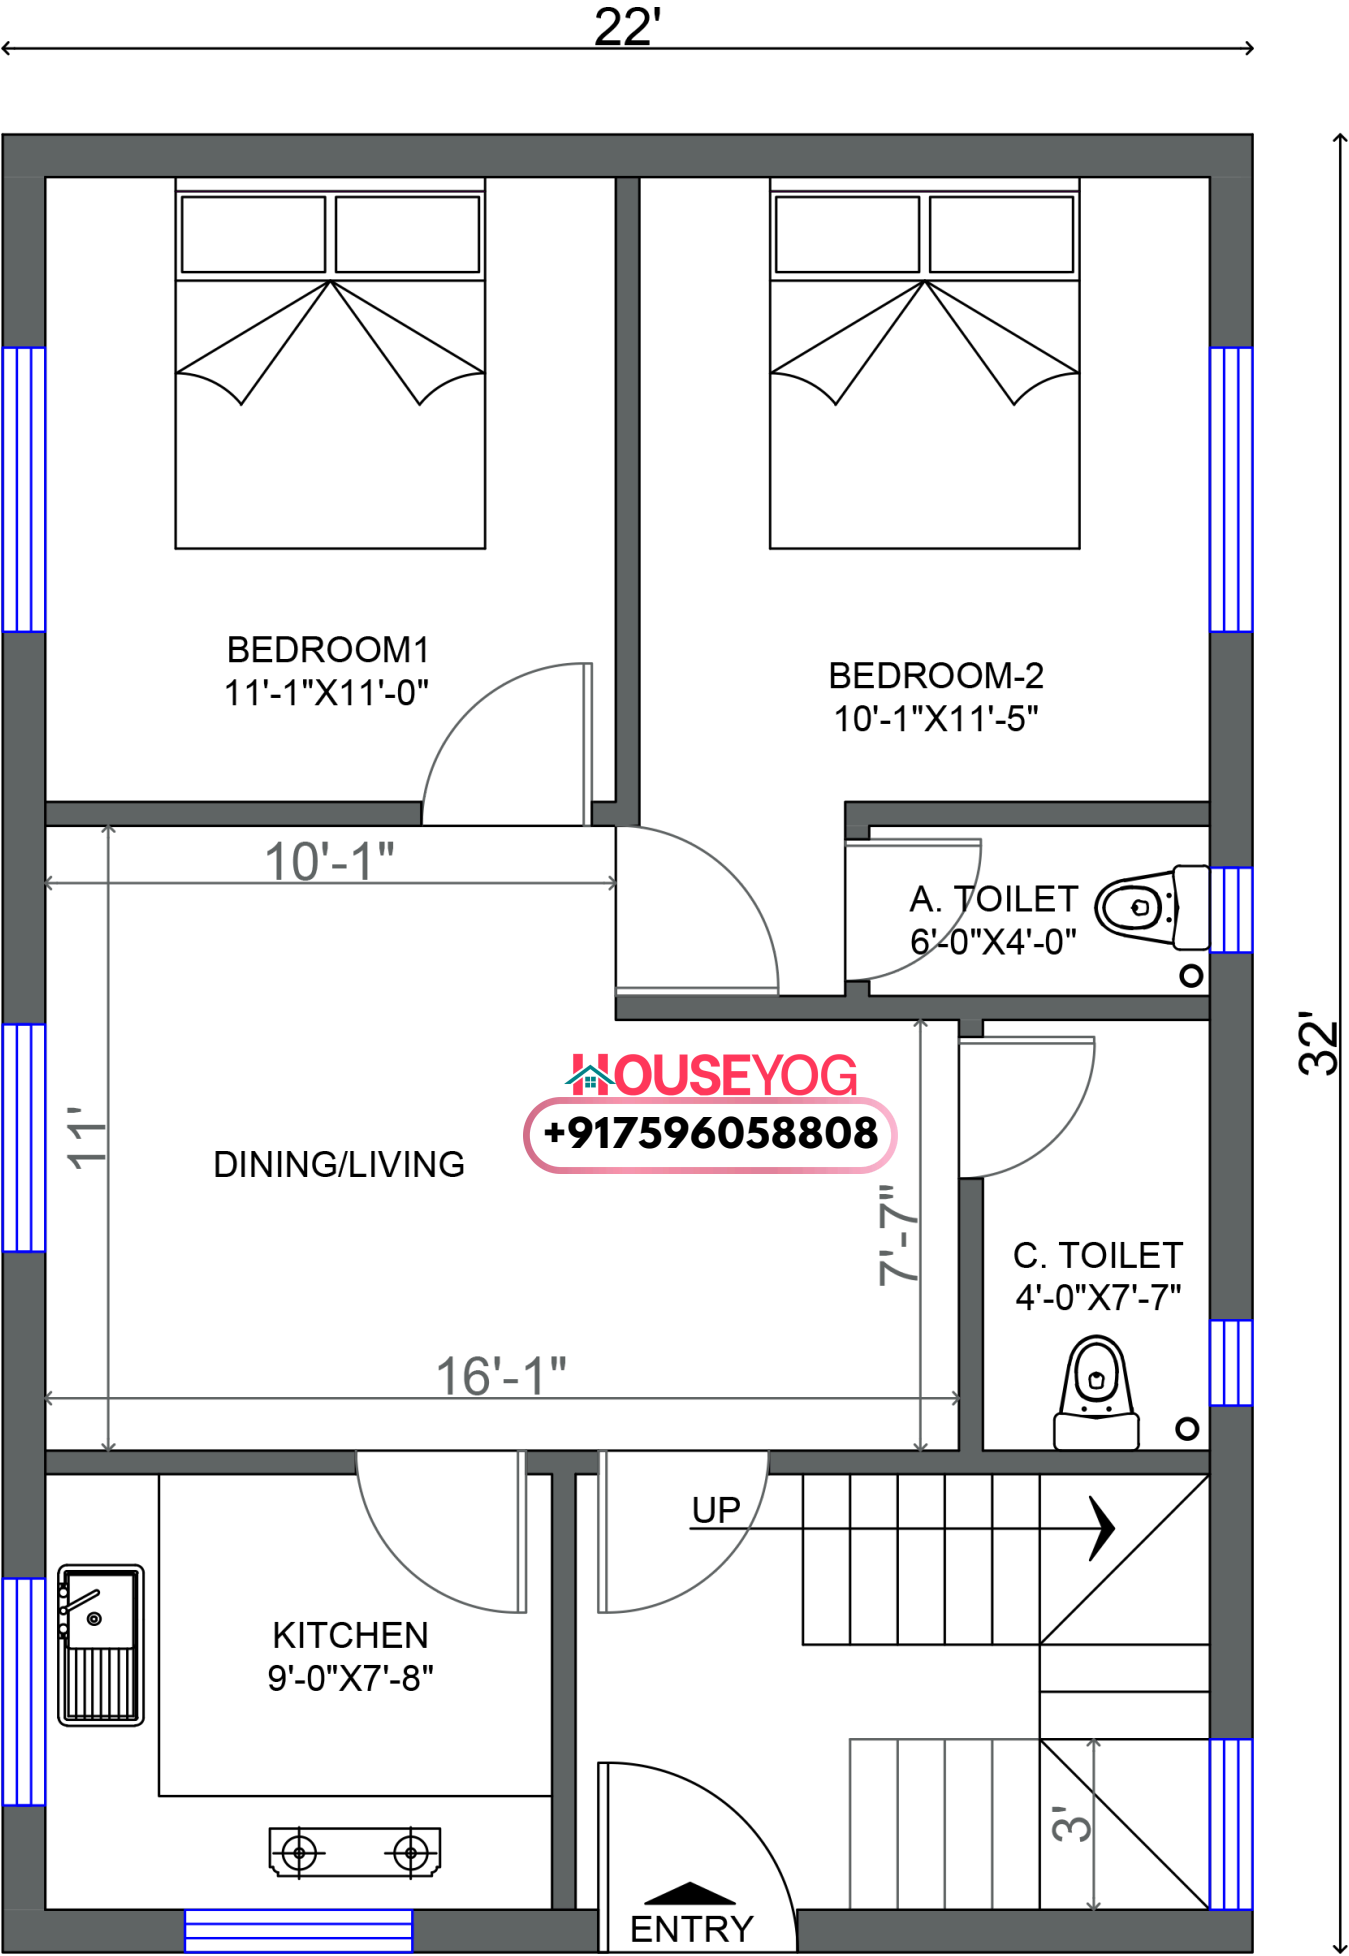 22'
32'
BEDROOM1
11'-1"X11'-0"
BEDROOM-2
10'-1"X11'-5"
10'-1"
A. TOILET
6'-0"X4'-0"
HOUSEYOG
+917596058808
11'
DINING/LIVING
7'-7"
C. TOILET
4'-0"X7'-7"
16'-1"
UP
KITCHEN
9'-0"X7'-8"
3'
ENTRY